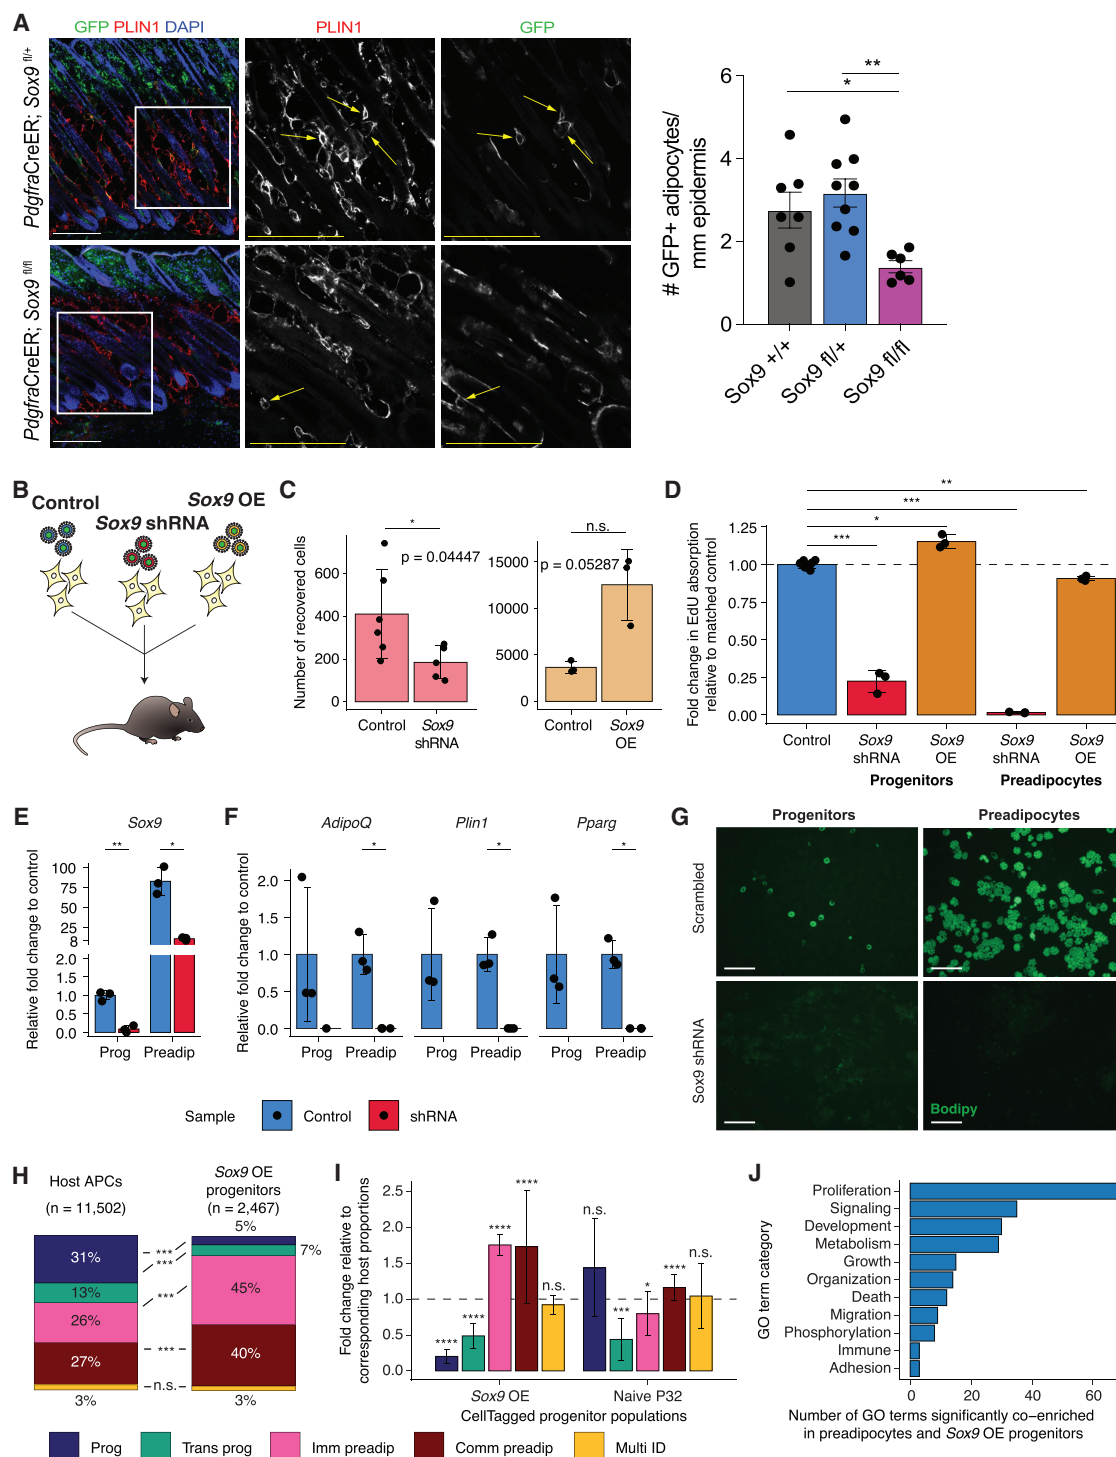 A
GFP PLIN1 DAPI
PLIN1
GFP
PdgfraCreER; Sox9 fl/+
PdgfraCreER; Sox9 fl/fl
# GFP+ adipocytes/
mm epidermis
6
4
2
0
**
*
Sox9 +/+
Sox9 fl/+
Sox9 fl/fl
B
Control
Sox9 shRNA
Sox9 OE
C
Number of recovered cells
600
400
200
0
*
p = 0.04447
Control
Sox9
shRNA
15000
10000
5000
0
n.s.
p = 0.05287
Control
Sox9
OE
D
Fold change in EdU absorption
relative to matched control
1.25
1.00
0.75
0.50
0.25
0.00
**
***
*
***
Control
Sox9
shRNA
Sox9
OE
Sox9
shRNA
Sox9
OE
Progenitors
Preadipocytes
E
Sox9
Relative fold change to control
100
75
50
25
8
2.0
1.0
0.0
**
*
Prog
Preadip
F
AdipoQ
Plin1
Pparg
Relative fold change to control
2.0
1.5
1.0
0.5
0.0
*
*
*
Prog
Preadip
Prog
Preadip
Prog
Preadip
Sample
Control
shRNA
G
Progenitors
Preadipocytes
Scrambled
Sox9 shRNA
Bodipy
H
Host APCs
(n = 11,502)
Sox9 OE
progenitors
(n = 2,467)
31%
13%
26%
27%
3%
***
***
***
***
n.s.
5%
7%
45%
40%
3%
I
Fold change relative to
corresponding host proportions
2.5
2.0
1.5
1.0
0.5
0.0
****
****
****
****
n.s.
n.s.
***
*
****
n.s.
Sox9 OE
Naive P32
CellTagged progenitor populations
Prog
Trans prog
Imm preadip
Comm preadip
Multi ID
J
GO term category
Proliferation
Signaling
Development
Metabolism
Growth
Organization
Death
Migration
Phosphorylation
Immune
Adhesion
0
20
40
60
Number of GO terms significantly co–enriched
in preadipocytes and Sox9 OE progenitors